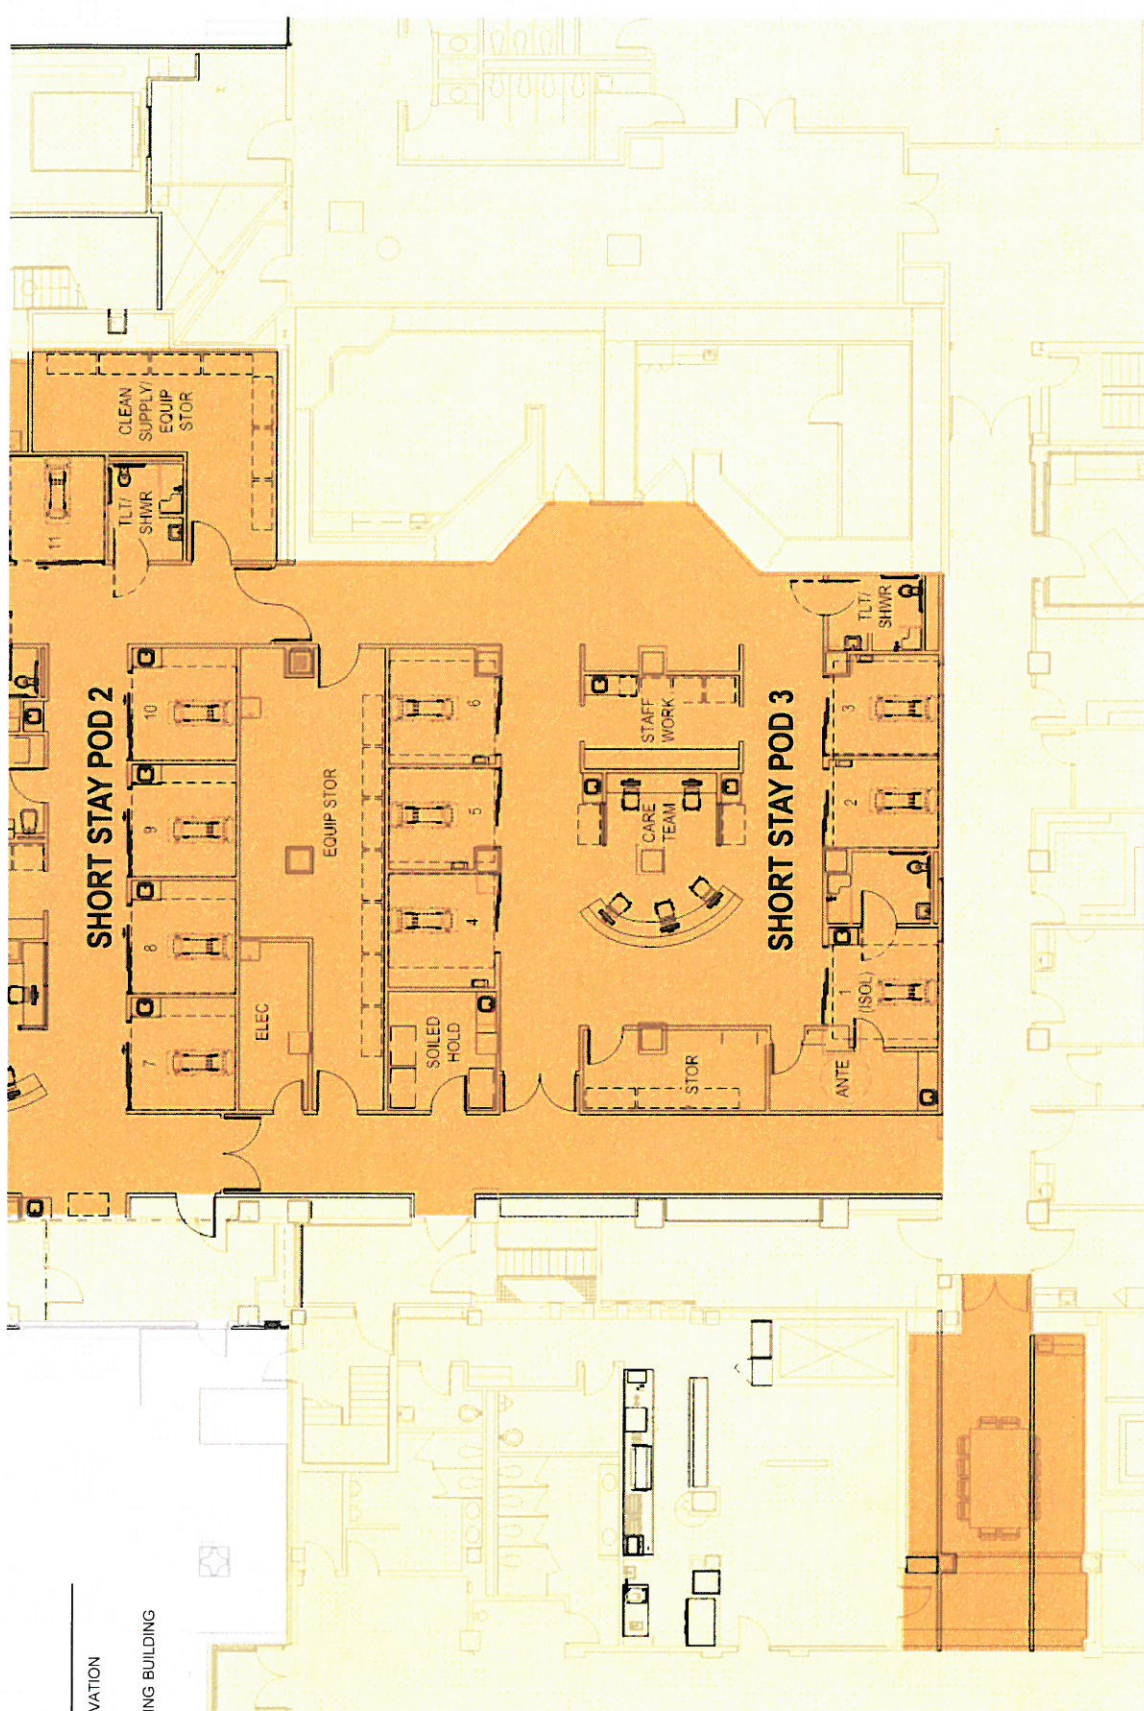 VATION
ING BUILDING
CLEAN
SUPPLY/
EQUIP
STOR
11
TLT/
SHWR
SHORT STAY POD 2
10
9
8
7
ELEC
EQUIP STOR
6
5
4
SOILED
HOLD
STAFF
WORK
CARE
TEAM
SHORT STAY POD 3
TLT/
SHWR
3
2
1
(ISOL)
ANTE
STOR